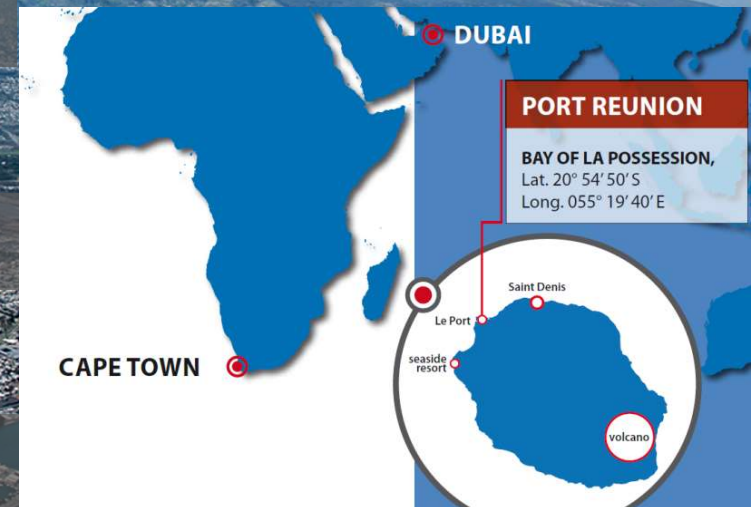 DUBAI
PORT REUNION
BAY OF LA POSSESSION,
Lat. 20° 54' 50' S
Long. 055° 19' 40' E
Saint Denis
Le Port
seaside
resort
CAPE TOWN
volcano